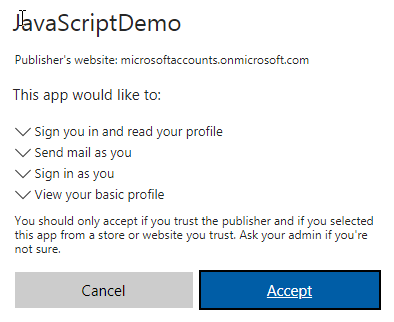 JavaScriptDemo
Publisher's website: microsoftaccounts.onmicrosoft.com
This app would like to:
Sign you in and read your profile
Send mail as you
Sign in as you
View your basic profile
You should only accept if you trust the publisher and if you selected
this app from a store or website you trust. Ask your admin if you're
not sure.
Cancel
Accept